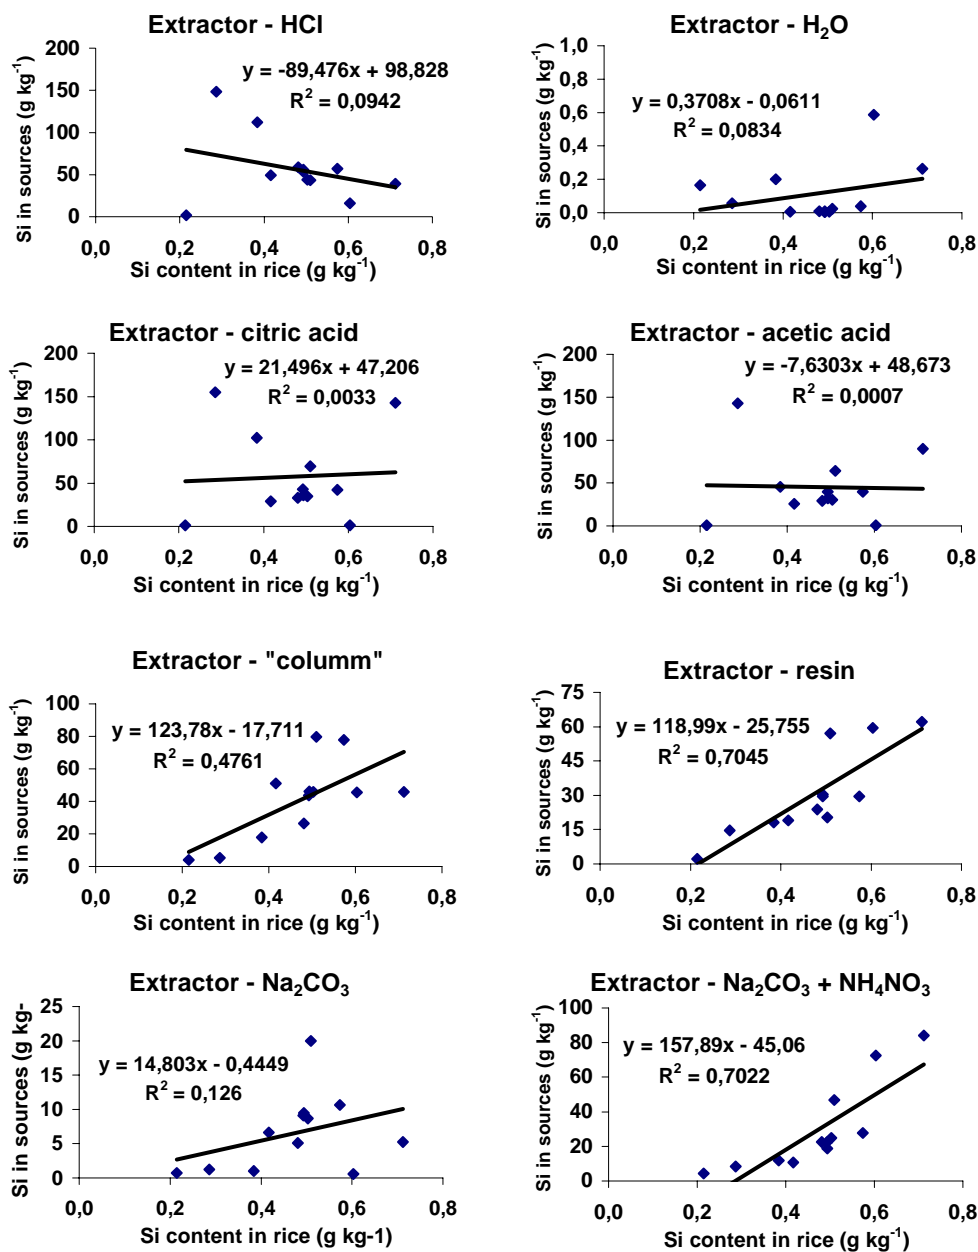 Extractor - HCl
Si in sources (g kg⁻¹)
200
150
100
50
0
y = -89,476x + 98,828
R² = 0,0942
0,0 0,2 0,4 0,6 0,8
Si content in rice (g kg⁻¹)
Extractor - H₂O
Si in sources (g kg⁻¹)
1,0
0,8
0,6
0,4
0,2
0,0
y = 0,3708x - 0,0611
R² = 0,0834
0,0 0,2 0,4 0,6 0,8
Si content in rice (g kg⁻¹)
Extractor - citric acid
Si in sources (g kg⁻¹)
200
150
100
50
0
y = 21,496x + 47,206
R² = 0,0033
0,0 0,2 0,4 0,6 0,8
Si content in rice (g kg⁻¹)
Extractor - acetic acid
Si in sources (g kg⁻¹)
200
150
100
50
0
y = -7,6303x + 48,673
R² = 0,0007
0,0 0,2 0,4 0,6 0,8
Si content in rice (g kg⁻¹)
Extractor - "columm"
Si in sources (g kg⁻¹)
100
80
60
40
20
0
y = 123,78x - 17,711
R² = 0,4761
0,0 0,2 0,4 0,6 0,8
Si content in rice (g kg⁻¹)
Extractor - resin
Si in sources (g kg⁻¹)
75
60
45
30
15
0
y = 118,99x - 25,755
R² = 0,7045
0,0 0,2 0,4 0,6 0,8
Si content in rice (g kg⁻¹)
Extractor - Na₂CO₃
Si in sources (g kg-
25
20
15
10
5
0
y = 14,803x - 0,4449
R² = 0,126
0,0 0,2 0,4 0,6 0,8
Si content in rice (g kg-1)
Extractor - Na₂CO₃ + NH₄NO₃
Si in sources (g kg⁻¹)
100
80
60
40
20
0
y = 157,89x - 45,06
R² = 0,7022
0,0 0,2 0,4 0,6 0,8
Si content in rice (g kg⁻¹)